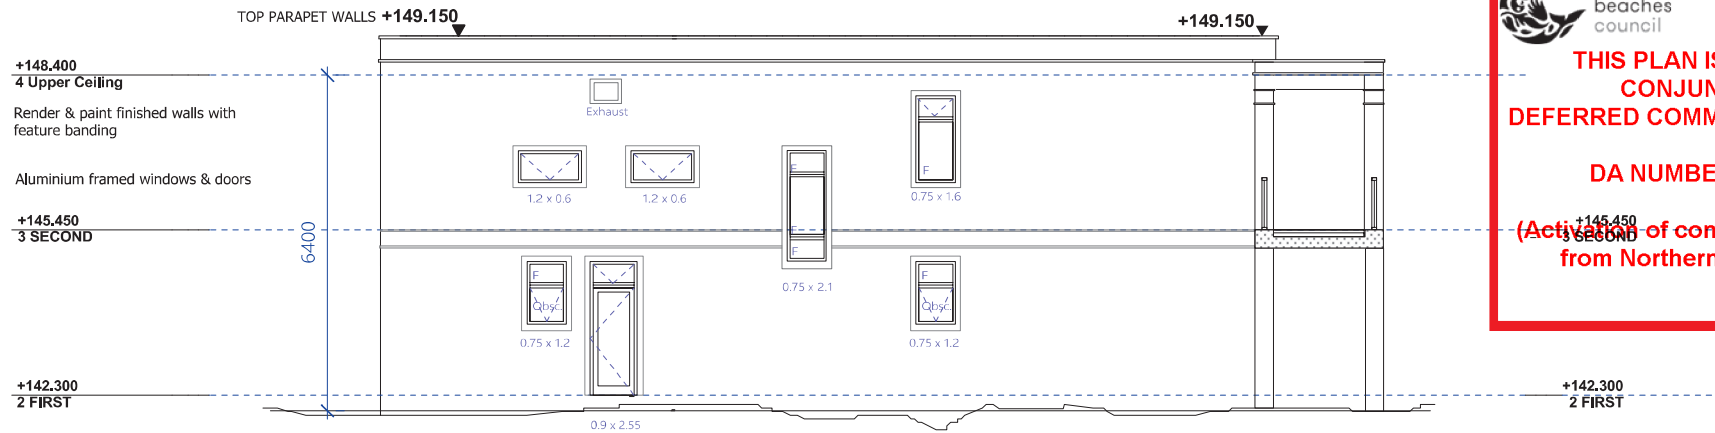 beaches
council
THIS PLAN IS
CONJUN
DEFERRED COMM
DA NUMBE
(Activation of con
from Northern
TOP PARAPET WALLS +149.150
+149.150
+148.400
4 Upper Ceiling
Render & paint finished walls with
feature banding
Aluminium framed windows & doors
+145.450
3 SECOND
+142.300
2 FIRST
6400
Exhaust
1.2 x 0.6
1.2 x 0.6
F
F
F
0.75 x 2.1
F
0.75 x 1.6
F
Obsc.
0.75 x 1.2
0.9 x 2.55
F
Obsc.
0.75 x 1.2
+145.450
3 SECOND
+142.300
2 FIRST